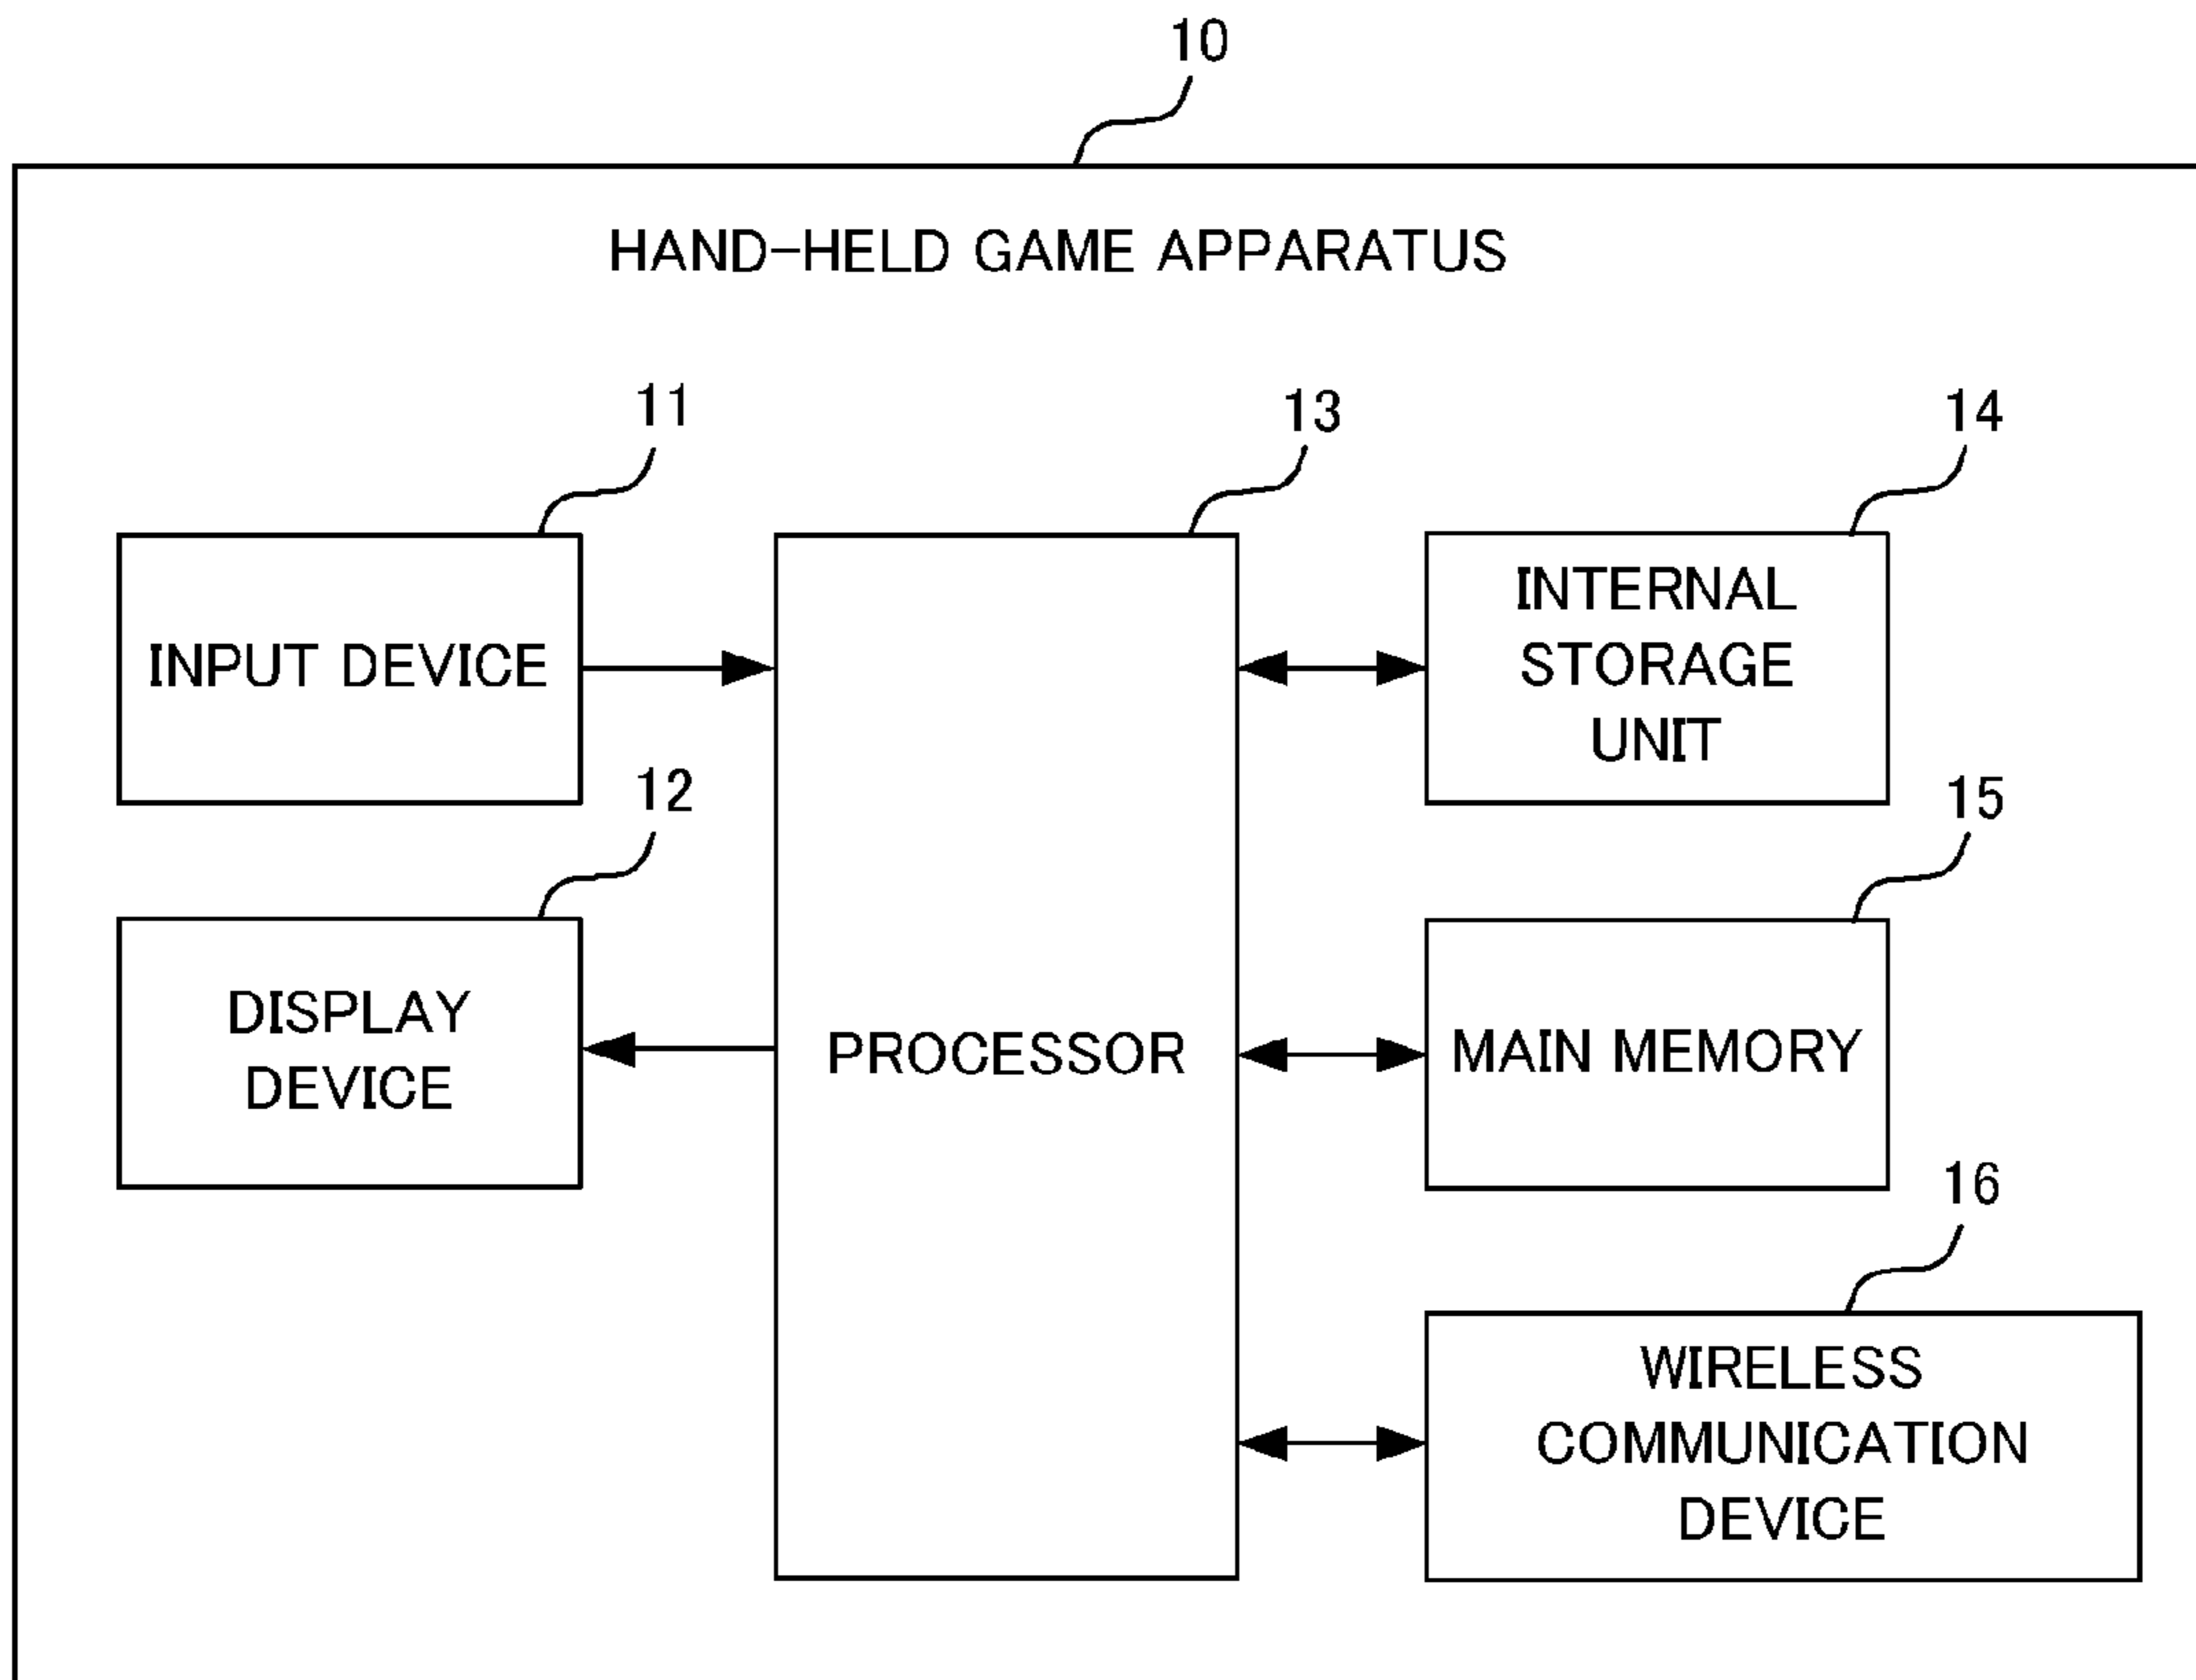 10
HAND-HELD GAME APPARATUS
11
13
14
INPUT DEVICE
INTERNAL
STORAGE
UNIT
12
15
DISPLAY
DEVICE
PROCESSOR
MAIN MEMORY
16
WIRELESS
COMMUNICATION
DEVICE